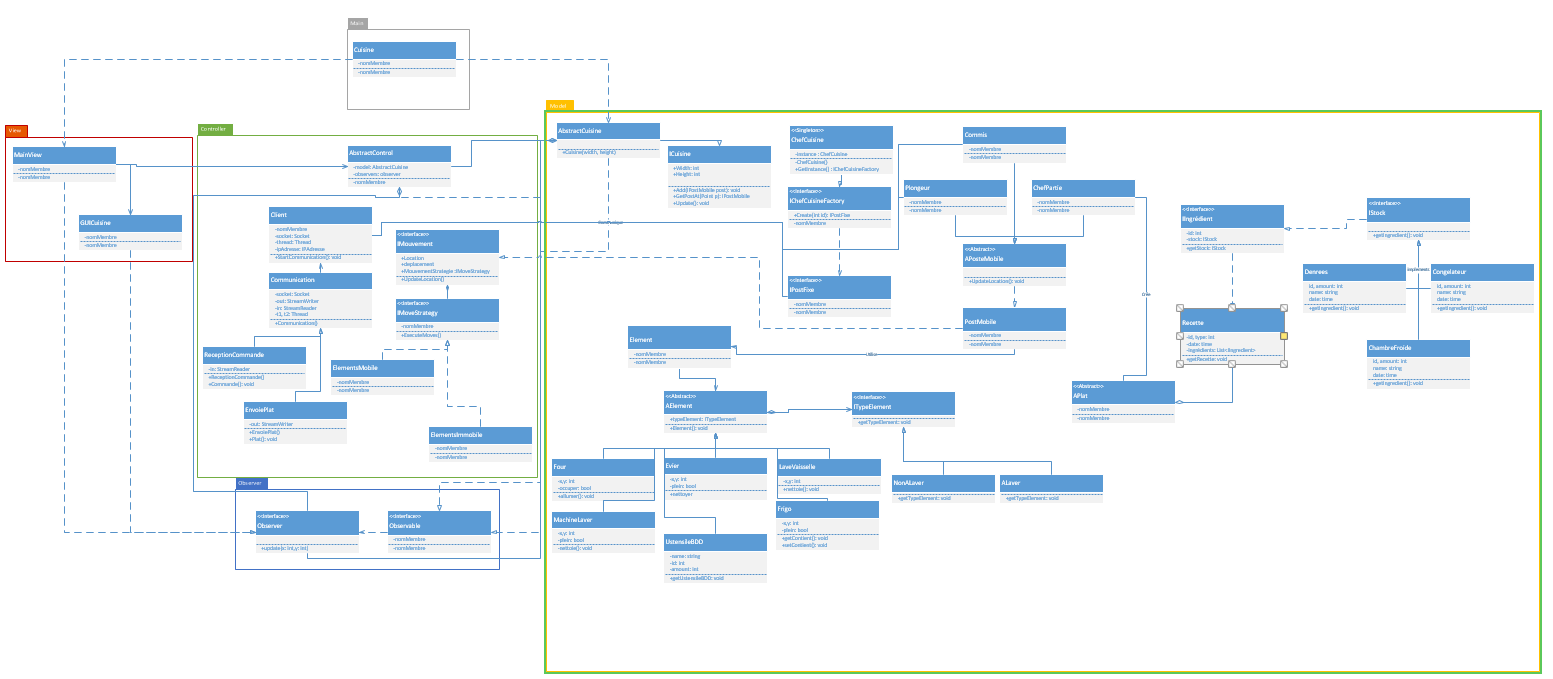 Main
Cuisine
-nomMembre
-nomMembre
View
MainView
-nomMembre
-nomMembre
GUICuisine
-nomMembre
-nomMembre
Controller
AbstractControl
-model: AbstractCuisine
-observers: observer
-nomMembre
Client
-nomMembre
-socket: Socket
-thread: Thread
-ipAdresse: IPAdresse
+StartCommunication(): void
Communication
-socket: Socket
-out: StreamWriter
-in: StreamReader
-t1, t2: Thread
+Communication()
<<Interface>>
IMouvement
+Location
+deplacement
+MouvementStrategie: IMoveStrategy
+UpdateLocation()
<<Interface>>
IMoveStrategy
-nomMembre
+ExecuteMoves()
ReceptionCommande
-in: StreamReader
+ReceptionCommande()
+Commande(): void
ElementsMobile
-nomMembre
-nomMembre
EnvoiePlat
-out: StreamWriter
+EnvoiePlat()
+Plat(): void
ElementsImmobile
-nomMembre
-nomMembre
Observer
<<Interface>>
Observer
+update(x: int,y: int)
<<Interface>>
Observable
-nomMembre
-nomMembre
Model
AbstractCuisine
+Cuisine(width, height)
ICuisine
+Width: int
+Height: int
+Add(IPostMobile post): void
+GetPostAt(Point p): IPostMobile
+Update(): void
<<Singleton>>
ChefCuisine
-instance : ChefCuisine
-ChefCuisine()
+GetInstance() : IChefCuisineFactory
<<Interface>>
IChefCuisineFactory
+Create(int id): IPostFixe
-nomMembre
<<Interface>>
IPostFixe
-nomMembre
-nomMembre
Commis
-nomMembre
-nomMembre
Plongeur
-nomMembre
-nomMembre
ChefPartie
-nomMembre
-nomMembre
<<Abstract>>
APosteMobile
+UpdateLocation(): void
PostMobile
-nomMembre
-nomMembre
Element
-nomMembre
-nomMembre
<<Abstract>>
AElement
+typeElement: ITypeElement
+Element(): void
<<Interface>>
ITypeElement
+getTypeElement: void
Four
-x,y: int
-occuper: bool
+allumer(): void
Evier
-x,y: int
-plein: bool
+nettoyer
LaveVaisselle
-x,y: int
+nettoie(): void
MachineLaver
-x,y: int
-plein: bool
-nettoie(): void
UstensileBDD
-name: string
-id: int
-amount: int
+getUstensileBDD: void
Frigo
-x,y: int
-plein: bool
+getContient(): void
+setContient(): void
NonALaver
+getTypeElement: void
ALaver
+getTypeElement: void
<<Abstract>>
APlat
-nomMembre
-nomMembre
<<Interface>>
IIngrédient
-id: int
-stock: IStock
+getStock: IStock
Recette
-id, type: int
-date: time
-ingrédients: List<IIngredient>
+getRecette: void
<<Interface>>
IStock
+getIngredient(): void
Denrees
id, amount: int
name: string
date: time
+getIngredient(): void
implements
Congelateur
id, amount: int
name: string
date: time
+getIngredient(): void
ChambreFroide
id, amount: int
name: string
date: time
+getIngredient(): void